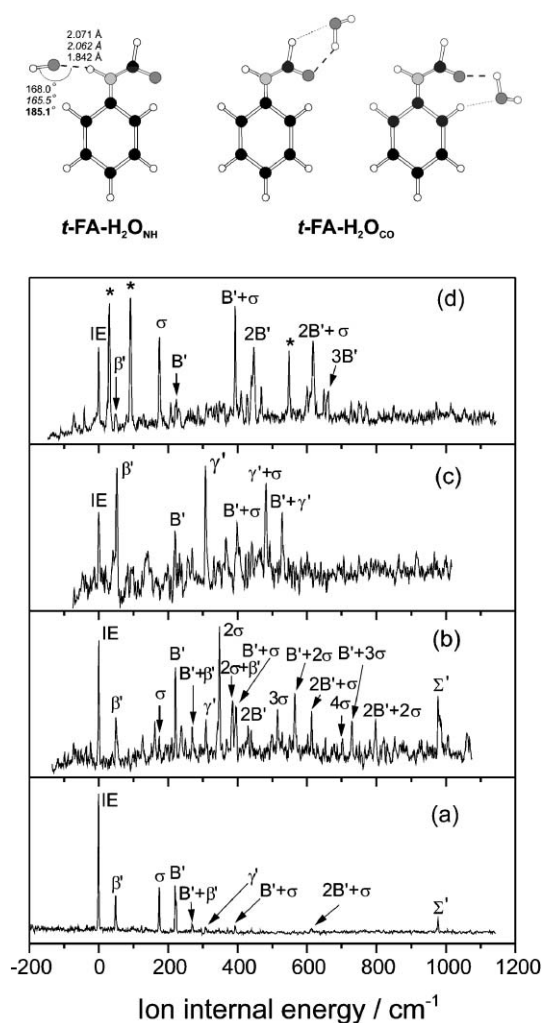 2.071 Å
2.062 Å
1.842 Å
168.0°
165.5°
185.1°
t-FA-H₂O_NH
t-FA-H₂O_CO
(d)
IE
*
β'
*
σ
B'
B'+σ
2B'
*
2B'+σ
3B'
(c)
IE
β'
B'
γ'
B'+σ
γ'+σ
B'+γ'
(b)
IE
β'
σ
B'
B'+β'
γ'
2σ
2σ+β'
B'+σ
2B'
3σ
B'+2σ
2B'+σ
4σ
B'+3σ
2B'+2σ
Σ'
(a)
IE
β'
σ
B'
B'+β'
γ'
B'+σ
2B'+σ
Σ'
-200 0 200 400 600 800 1000 1200
Ion internal energy / cm⁻¹